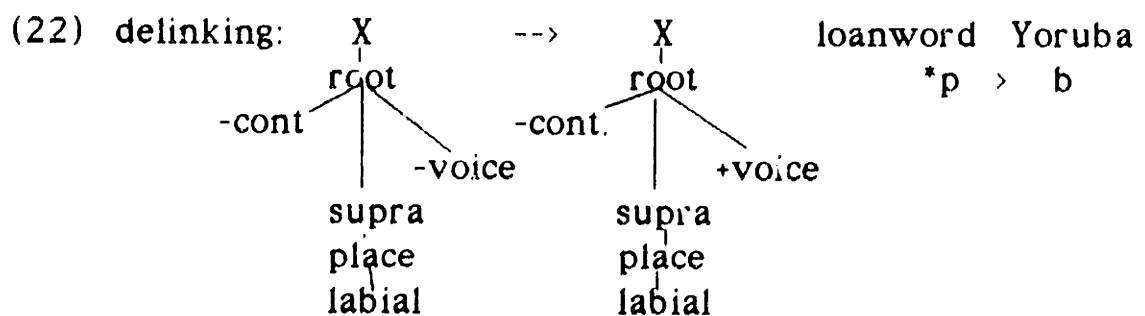 (22) delinking: X --> X loanword Yoruba
root root *p > b
-cont -cont.
-voice +voice
supra supra
place place
labial labial